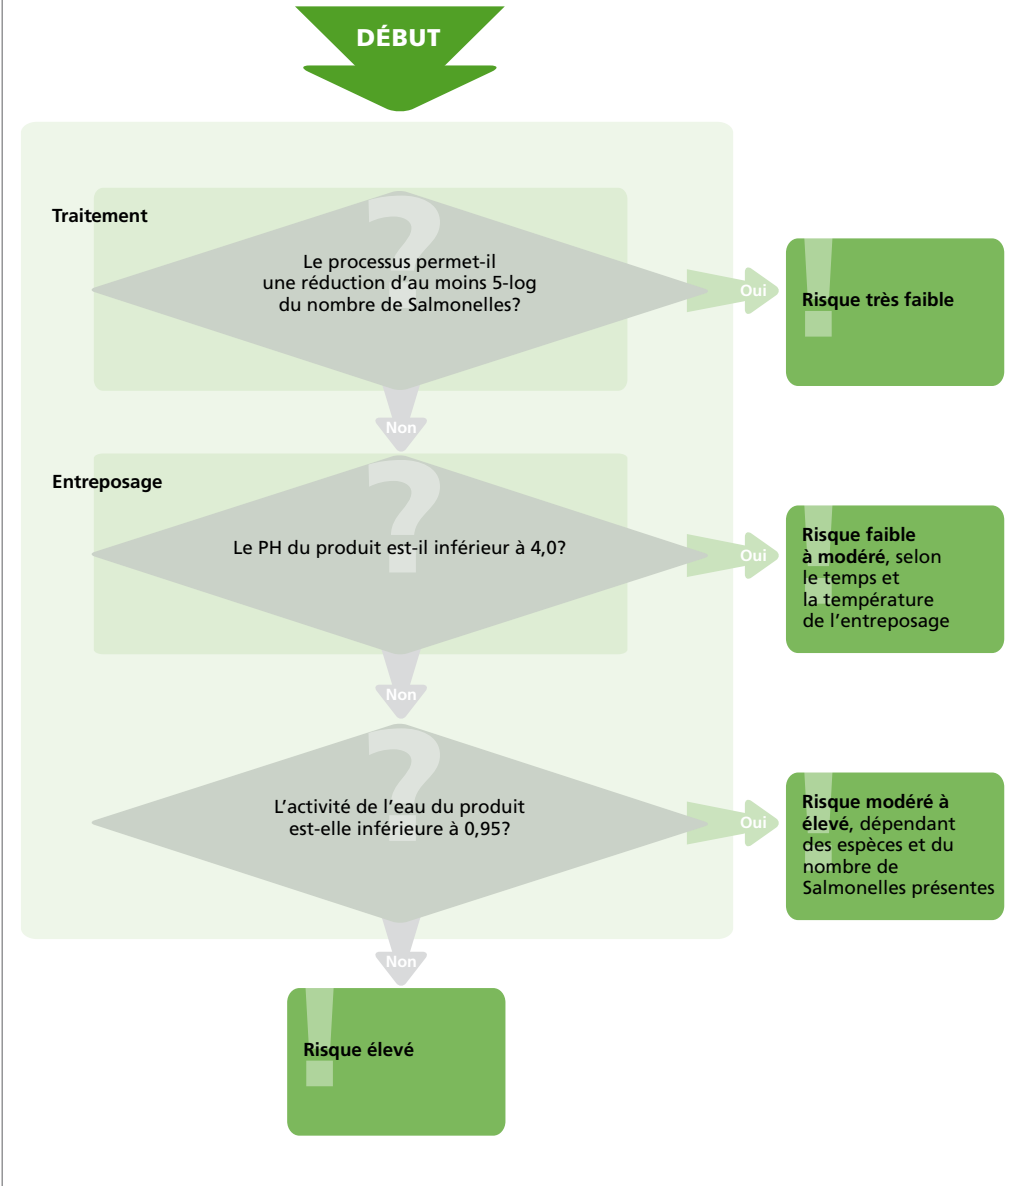 DÉBUT
Traitement
Le processus permet-il
une réduction d'au moins 5-log
du nombre de Salmonelles?
Oui
Risque très faible
Non
Entreposage
Le PH du produit est-il inférieur à 4,0?
Oui
Risque faible
à modéré, selon
le temps et
la température
de l'entreposage
Non
L'activité de l'eau du produit
est-elle inférieure à 0,95?
Oui
Risque modéré à
élevé, dépendant
des espèces et du
nombre de
Salmonelles présentes
Non
Risque élevé